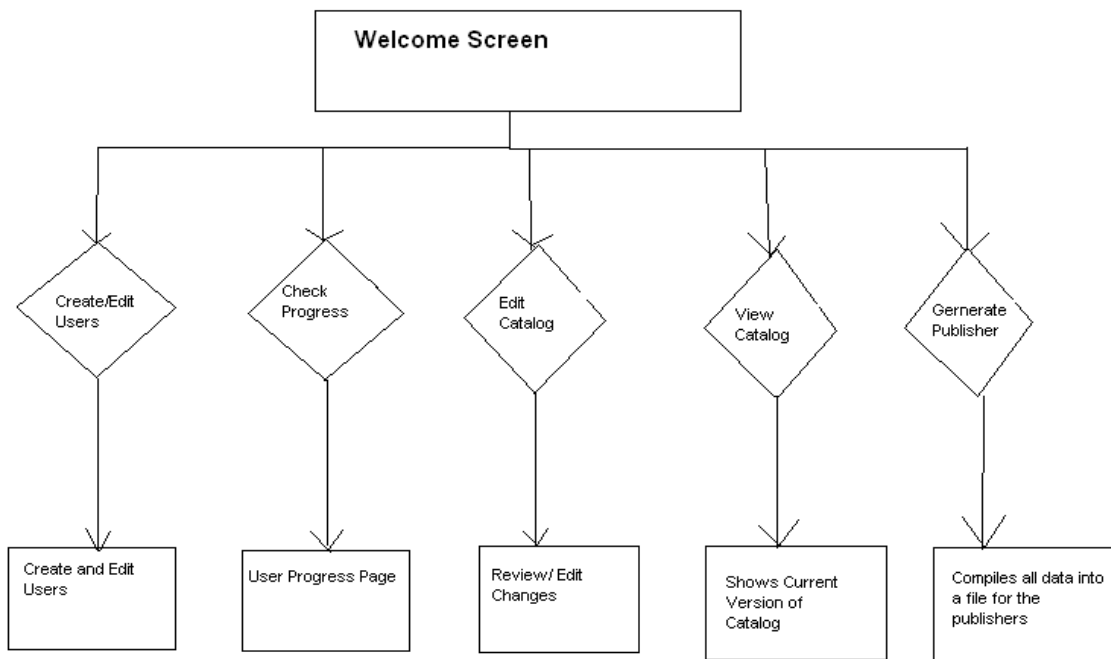 Welcome Screen
Create/Edit
Users
Check
Progress
Edit
Catalog
View
Catalog
Gernerate
Publisher
Create and Edit
Users
User Progress Page
Review/ Edit
Changes
Shows Current
Version of
Catalog
Compiles all data into
a file for the
publishers